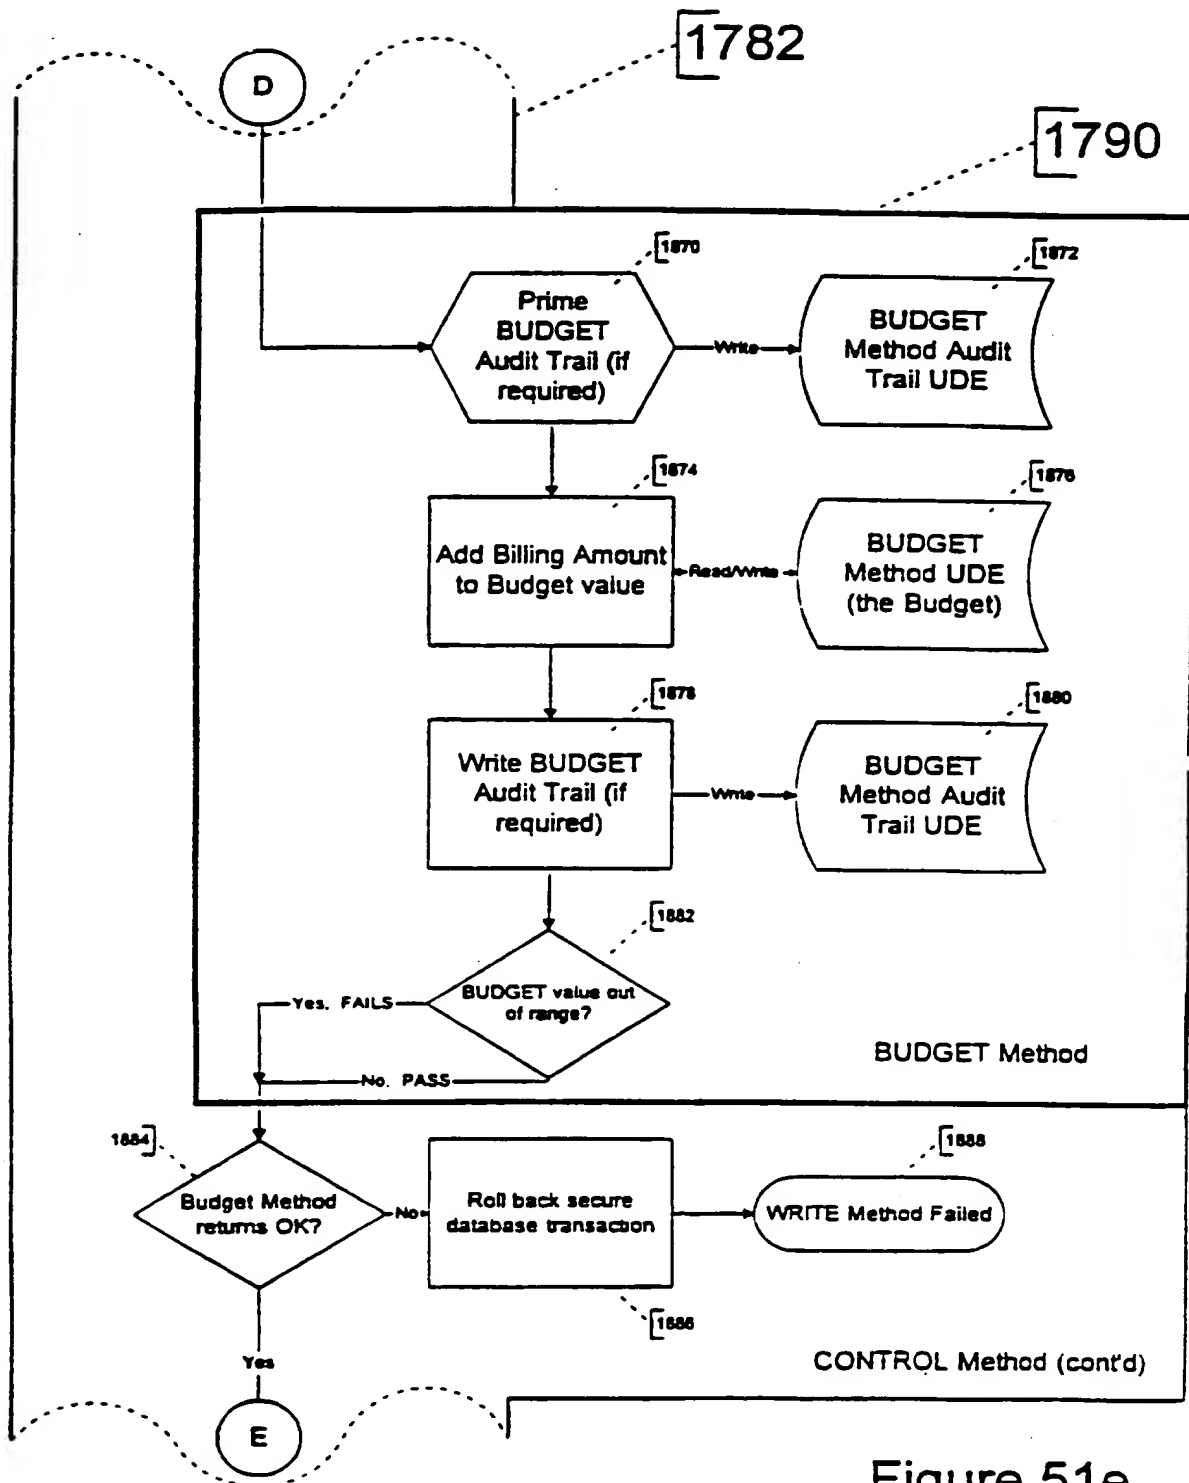 1782
D
1790
1870
1872
Prime
BUDGET
Audit Trail (if
required)
Write
BUDGET
Method Audit
Trail UDE
1874
1876
Add Billing Amount
to Budget value
Read/Write
BUDGET
Method UDE
(the Budget)
1878
1880
Write BUDGET
Audit Trail (if
required)
Write
BUDGET
Method Audit
Trail UDE
1882
BUDGET value out
of range?
Yes, FAILS
No, PASS
BUDGET Method
1884
1888
Budget Method
returns OK?
No
Roll back secure
database transaction
WRITE Method Failed
1886
Yes
CONTROL Method (cont'd)
E
Figure 51e